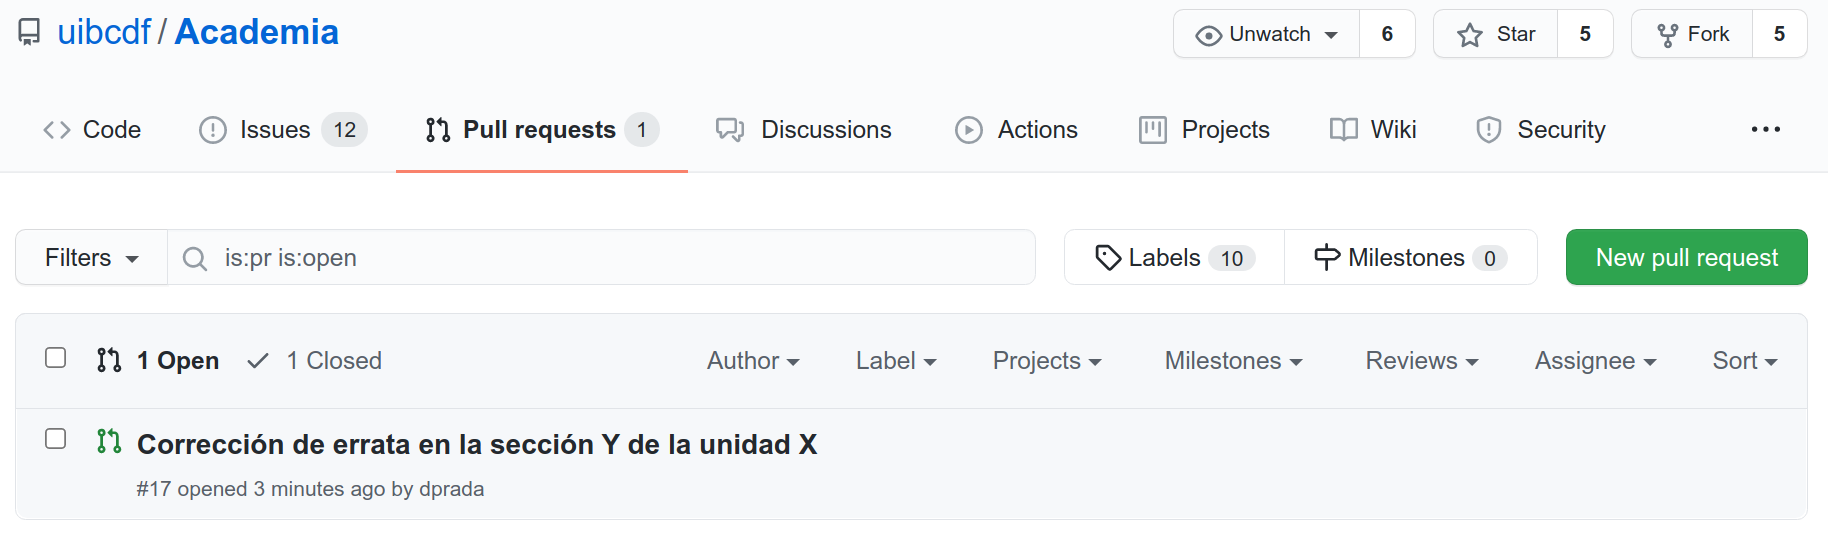 uibcdf / Academia Unwatch 6 Star 5 Fork 5
Code Issues 12 Pull requests 1 Discussions Actions Projects Wiki Security
Filters is:pr is:open Labels 10 Milestones 0 New pull request
1 Open 1 Closed Author Label Projects Milestones Reviews Assignee Sort
Corrección de errata en la sección Y de la unidad X
#17 opened 3 minutes ago by dprada